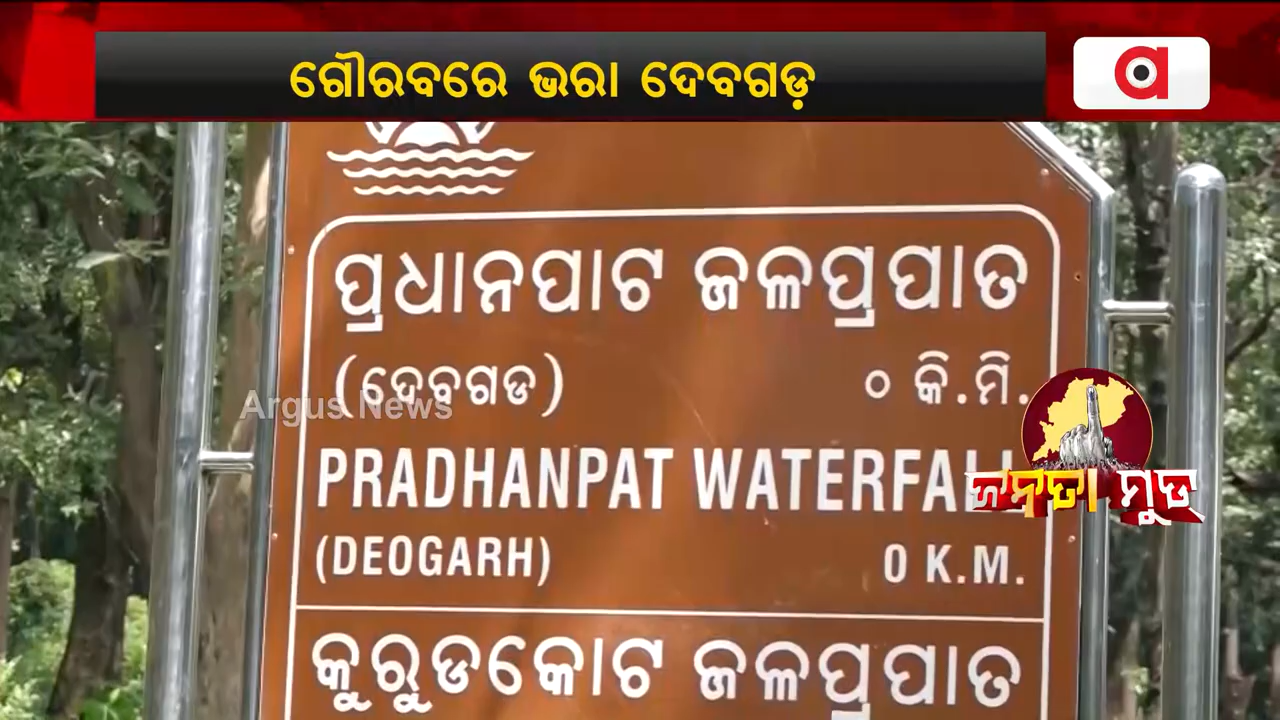 ଗୌରବରେ ଭରା ଦେବଗଡ଼
ପ୍ରଧାନପାଟ ଜଳପ୍ରପାତ
(ଦେବଗଡ) ୦ କି.ମି.
Argus News
PRADHANPAT WATERFALL
ଜନତା ମୁଡ୍
(DEOGARH) 0 K.M.
କୁରୁଡକୋଟ ଜଳପ୍ରପାତ